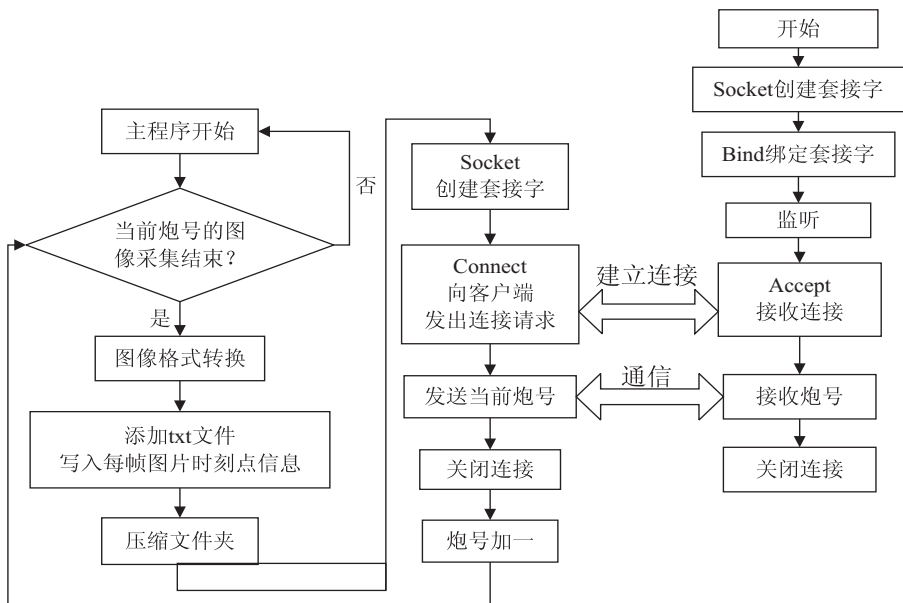 主程序开始
否
当前炮号的图
像采集结束？
是
图像格式转换
添加txt文件
写入每帧图片时刻点信息
压缩文件夹
Socket
创建套接字
Connect
向客户端
发出连接请求
发送当前炮号
关闭连接
炮号加一
建立连接
通信
开始
Socket创建套接字
Bind绑定套接字
监听
Accept
接收连接
接收炮号
关闭连接